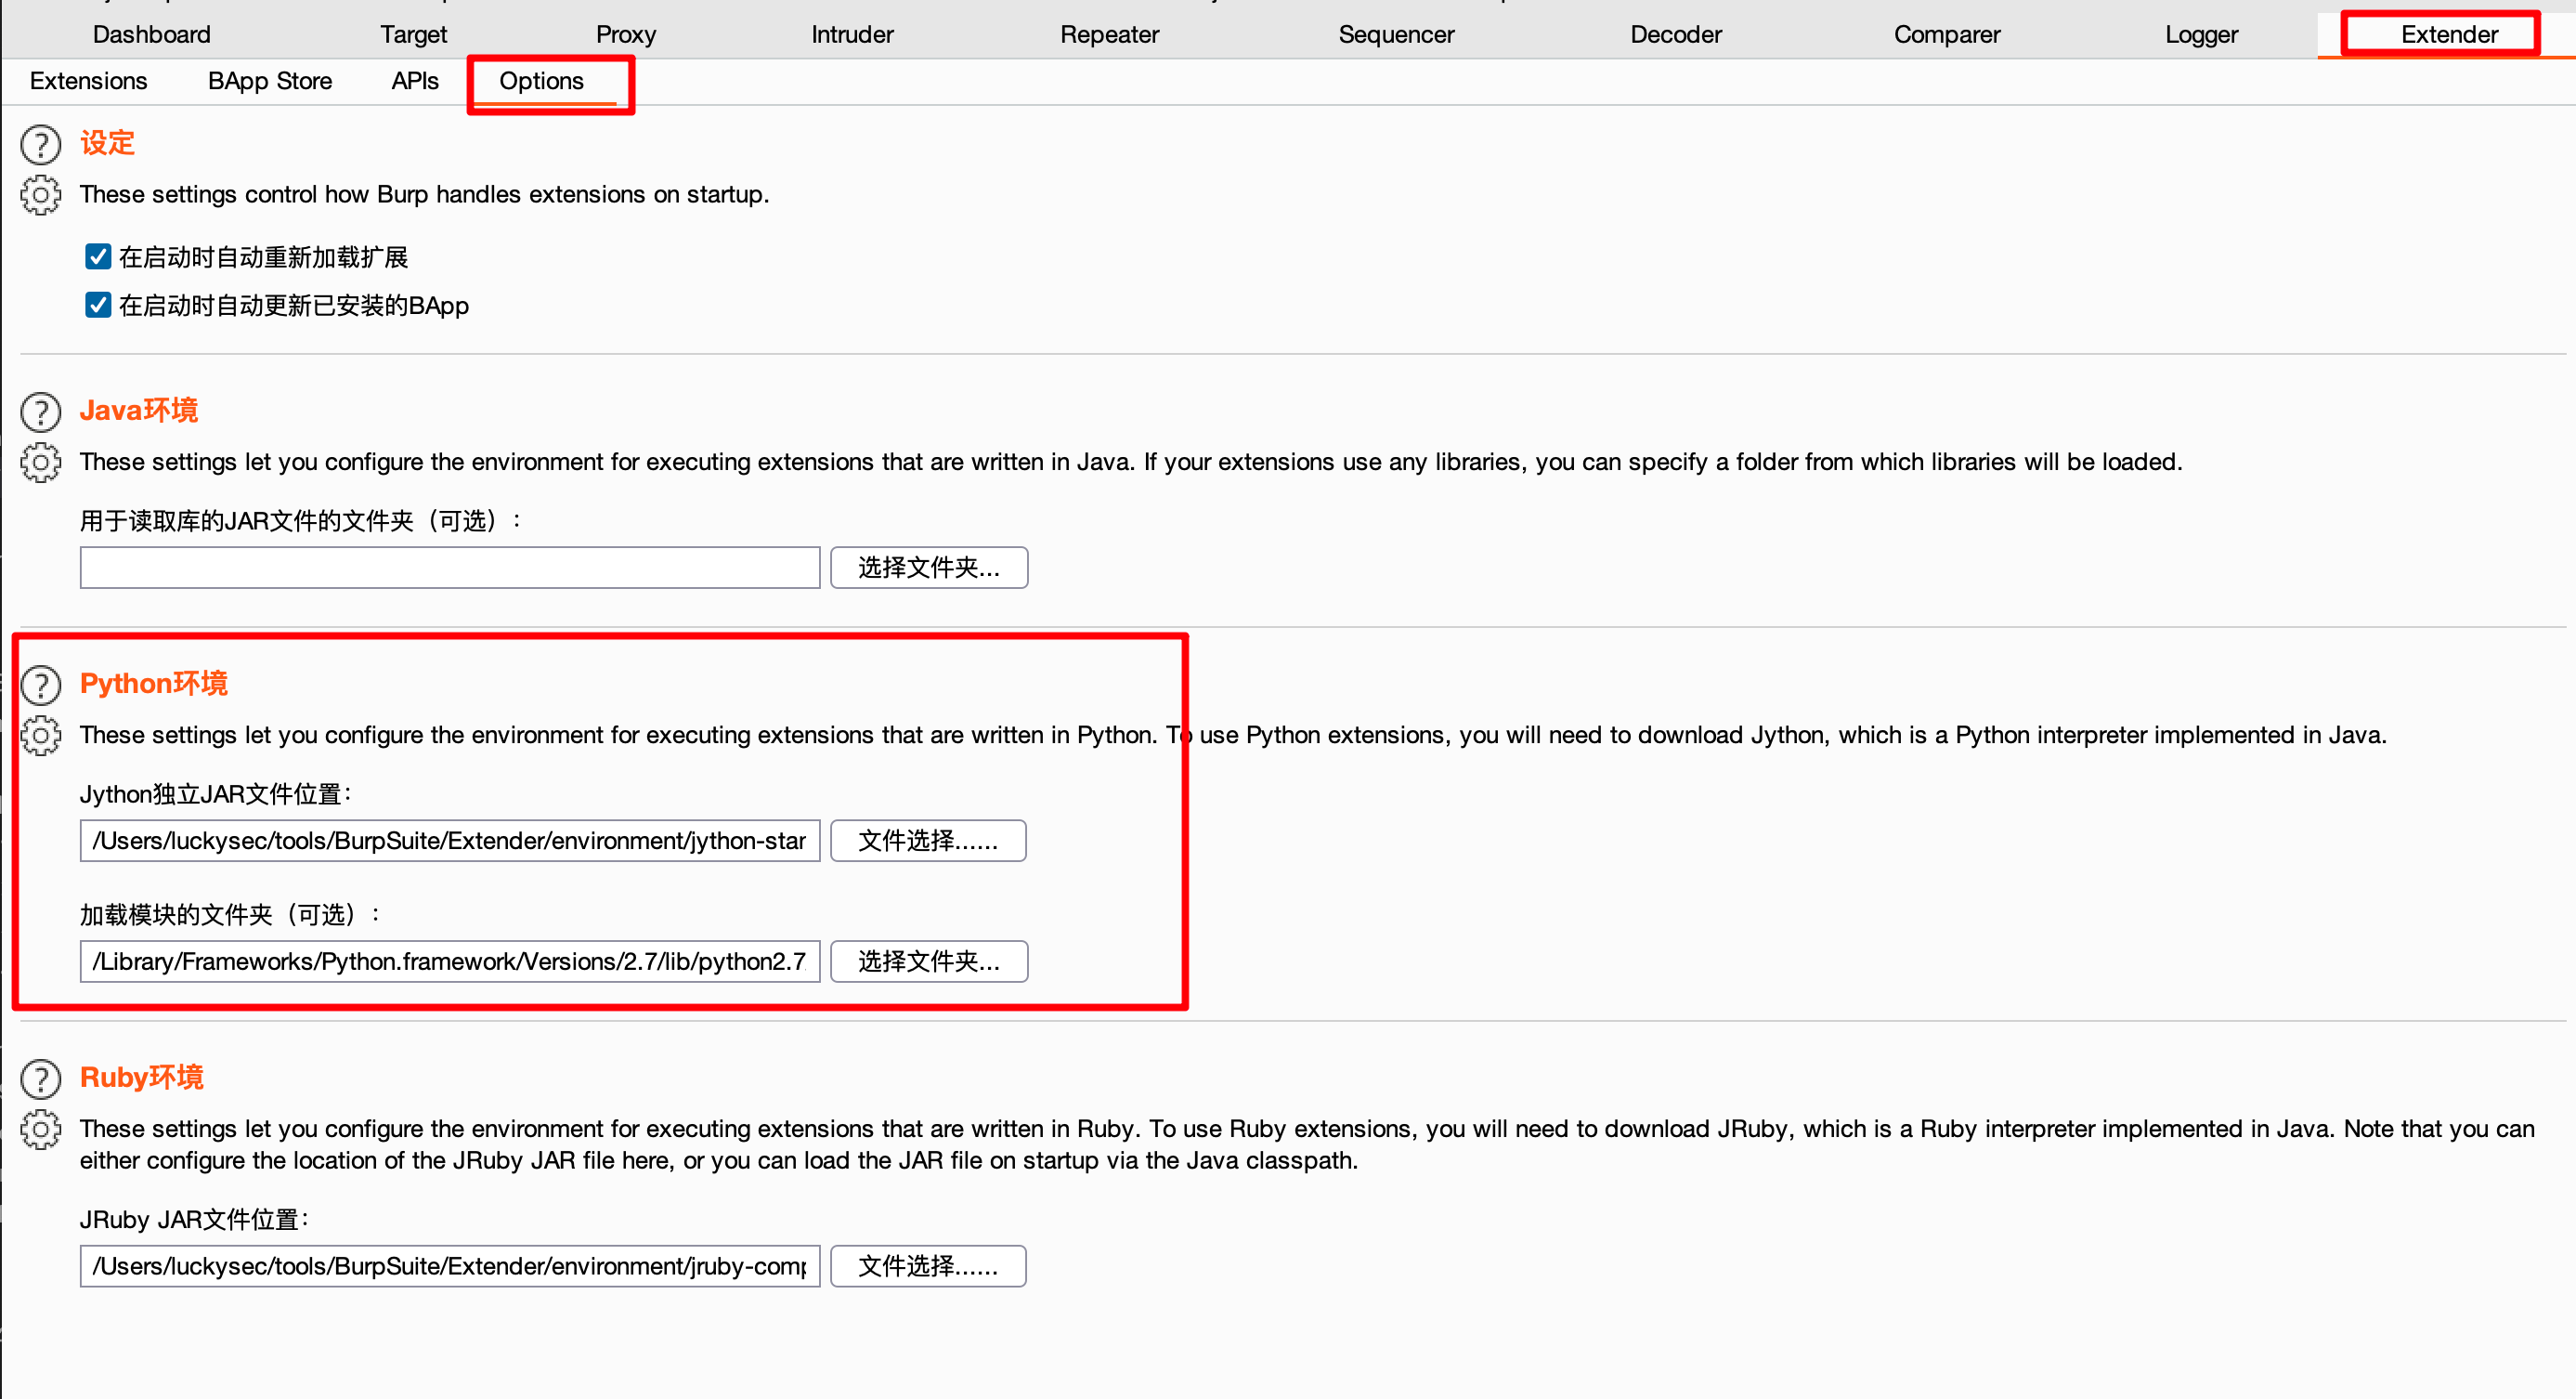 Dashboard Target Proxy Intruder Repeater Sequencer Decoder Comparer Logger Extender
Extensions BApp Store APIs Options
设定
These settings control how Burp handles extensions on startup.
在启动时自动重新加载扩展
在启动时自动更新已安装的BApp
Java环境
These settings let you configure the environment for executing extensions that are written in Java. If your extensions use any libraries, you can specify a folder from which libraries will be loaded.
用于读取库的JAR文件的文件夹（可选）：
选择文件夹...
Python环境
These settings let you configure the environment for executing extensions that are written in Python. To use Python extensions, you will need to download Jython, which is a Python interpreter implemented in Java.
Jython独立JAR文件位置：
/Users/luckysec/tools/BurpSuite/Extender/environment/jython-star 文件选择......
加载模块的文件夹（可选）：
/Library/Frameworks/Python.framework/Versions/2.7/lib/python2.7 选择文件夹...
Ruby环境
These settings let you configure the environment for executing extensions that are written in Ruby. To use Ruby extensions, you will need to download JRuby, which is a Ruby interpreter implemented in Java. Note that you can
either configure the location of the JRuby JAR file here, or you can load the JAR file on startup via the Java classpath.
JRuby JAR文件位置：
/Users/luckysec/tools/BurpSuite/Extender/environment/jruby-comp 文件选择......